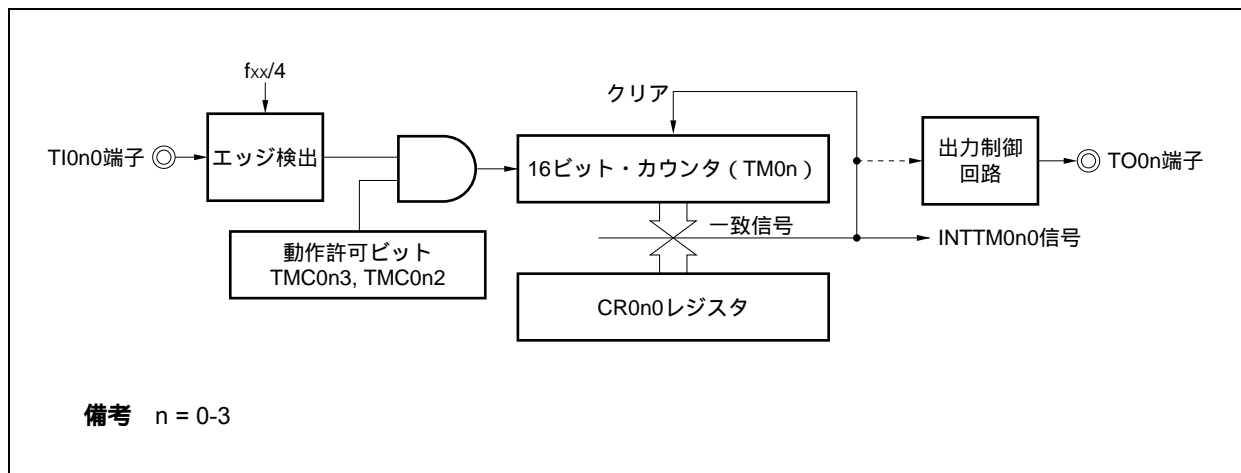 fxx/4
クリア
TI0n0端子
エッジ検出
16ビット・カウンタ（TM0n）
出力制御
回路
TO0n端子
一致信号
INTTM0n0信号
動作許可ビット
TMC0n3, TMC0n2
CR0n0レジスタ
備考 n = 0-3